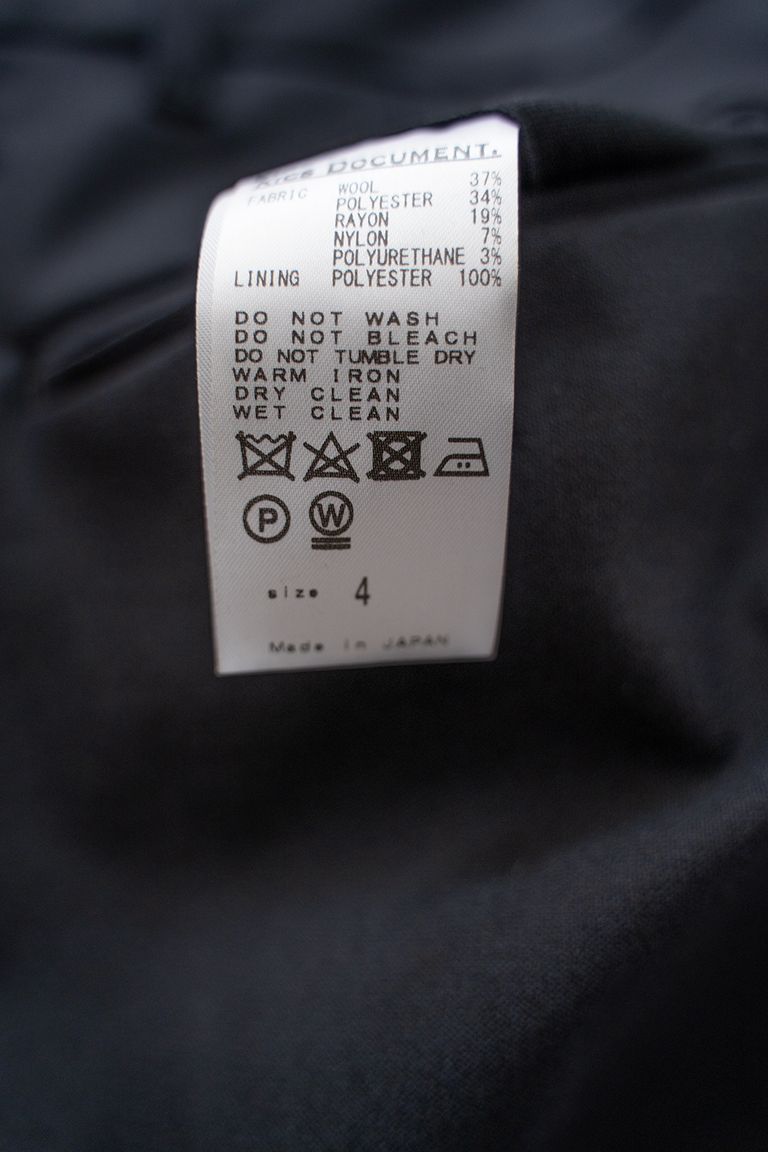 DOCUMENT.
FABRIC WOOL 37%
POLYESTER 34%
RAYON 19%
NYLON 7%
POLYURETHANE 3%
LINING POLYESTER 100%
DO NOT WASH
DO NOT BLEACH
DO NOT TUMBLE DRY
WARM IRON
DRY CLEAN
WET CLEAN
P W
size 4
Made in JAPAN